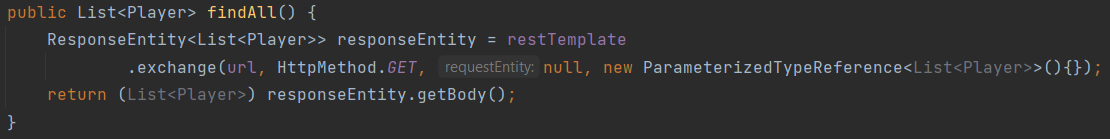 public List<Player> findAll() {
ResponseEntity<List<Player>> responseEntity = restTemplate
.exchange(url, HttpMethod.GET, requestEntity: null, new ParameterizedTypeReference<List<Player>>(){});
return (List<Player>) responseEntity.getBody();
}